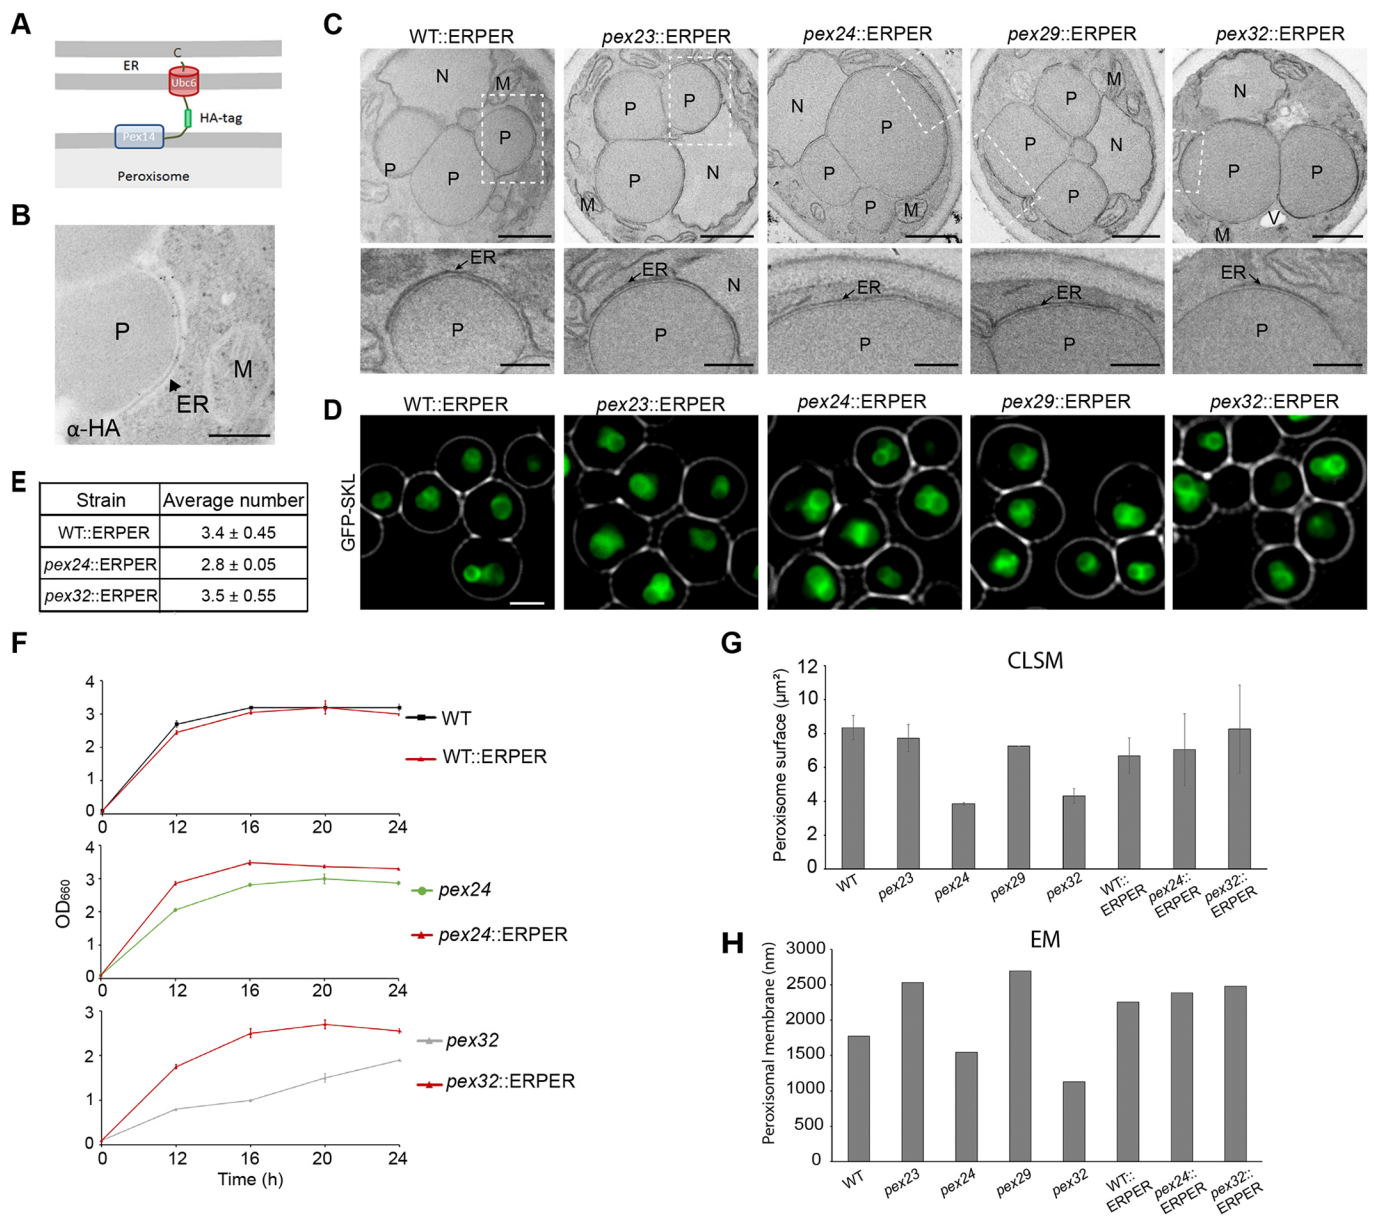 A
C
ER
Ubc6
HA-tag
Pex14
Peroxisome
B
P
M
ER
α-HA
C
WT::ERPER
pex23::ERPER
pex24::ERPER
pex29::ERPER
pex32::ERPER
N
M
P
P
P
P
P
P
N
M
N
P
P
P
M
M
P
P
N
P
N
P
P
V
M
ER
P
ER
N
P
ER
P
ER
P
ER
P
D
WT::ERPER
pex23::ERPER
pex24::ERPER
pex29::ERPER
pex32::ERPER
GFP-SKL
E
Strain Average number
WT::ERPER 3.4 ± 0.45
pex24::ERPER 2.8 ± 0.05
pex32::ERPER 3.5 ± 0.55
F
4
3
2
1
0
0 12 16 20 24
WT
WT::ERPER
OD660
4
3
2
1
0
0 12 16 20 24
pex24
pex24::ERPER
3
2
1
0
0 12 16 20 24
Time (h)
pex32
pex32::ERPER
G
CLSM
Peroxisome surface (µm²)
12
10
8
6
4
2
0
WT
pex23
pex24
pex29
pex32
WT::
ERPER
pex24::
ERPER
pex32::
ERPER
H
EM
Peroxisomal membrane (nm)
3000
2500
2000
1500
1000
500
0
WT
pex23
pex24
pex29
pex32
WT::
ERPER
pex24::
ERPER
pex32::
ERPER